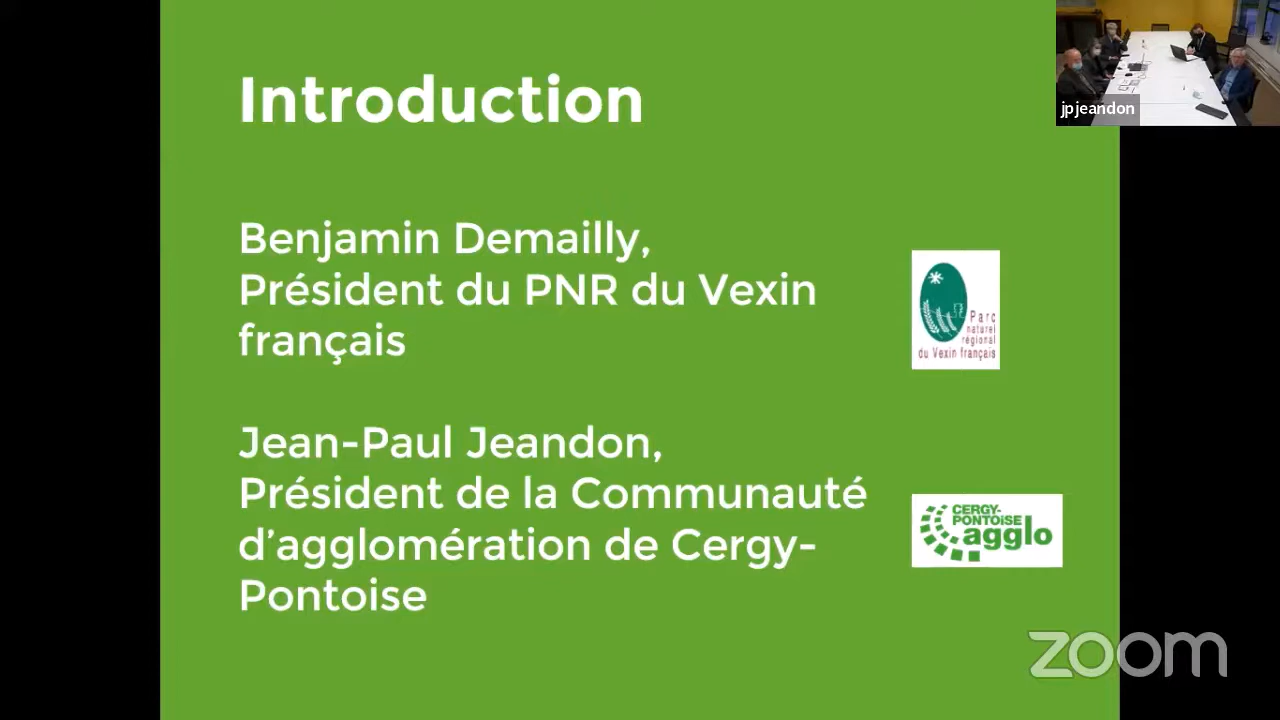 Introduction
jpjeandon
Benjamin Demailly,
Président du PNR du Vexin
français
Parc
naturel
régional
du Vexin français
Jean-Paul Jeandon,
Président de la Communauté
d’agglomération de Cergy-
Pontoise
CERGY-
PONTOISE
agglo
zoom